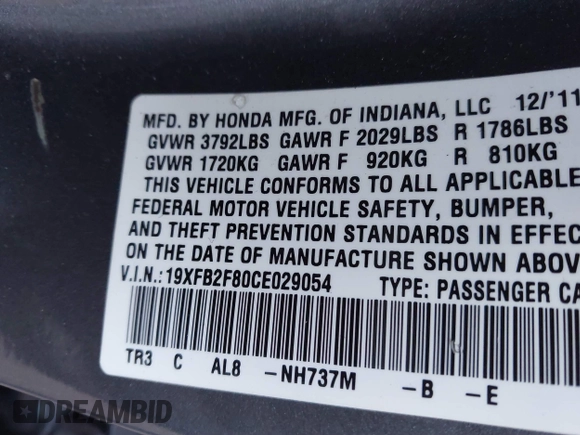 MFD. BY HONDA MFG. OF INDIANA, LLC 12/'11
GVWR 3792LBS GAWR F 2029LBS R 1786LBS
GVWR 1720KG GAWR F 920KG R 810KG
THIS VEHICLE CONFORMS TO ALL APPLICABLE
FEDERAL MOTOR VEHICLE SAFETY, BUMPER,
AND THEFT PREVENTION STANDARDS IN EFFEC
ON THE DATE OF MANUFACTURE SHOWN ABOV
V.I.N.:19XFB2F80CE029054 TYPE: PASSENGER CA
TR3 C AL8 -NH737M -B -E
DREAMBID